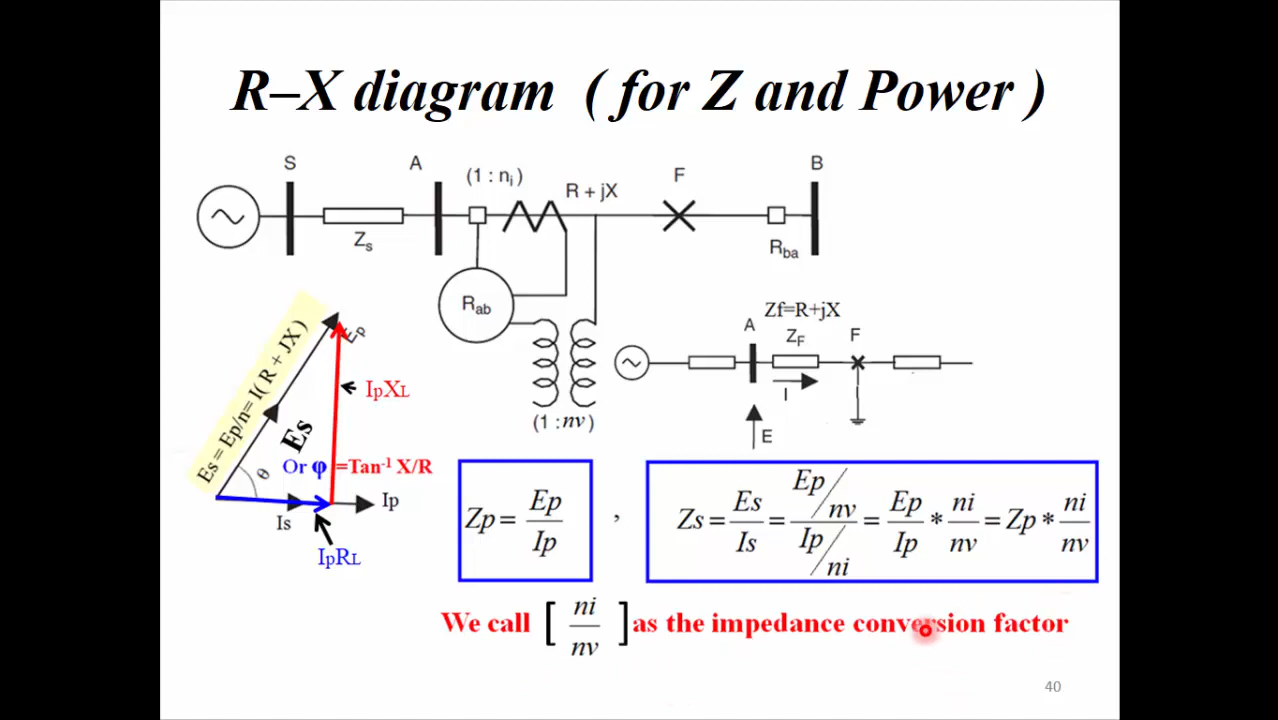 R–X diagram ( for Z and Power )
S
A
(1 : ni)
R + jX
F
B
Zs
Rba
Rab
(1 : nv)
Zf=R+jX
A
ZF
F
I
E
Es = Ep/n= I( R + JX )
Ep
IpXL
Es
θ
Or φ =Tan-1 X/R
Ip
Is
IpRL
Zp = Ep / Ip , Zs = Es / Is = Ep/nv / Ip/ni = Ep / Ip * ni / nv = Zp * ni / nv
We call [ ni / nv ] as the impedance conversion factor
40